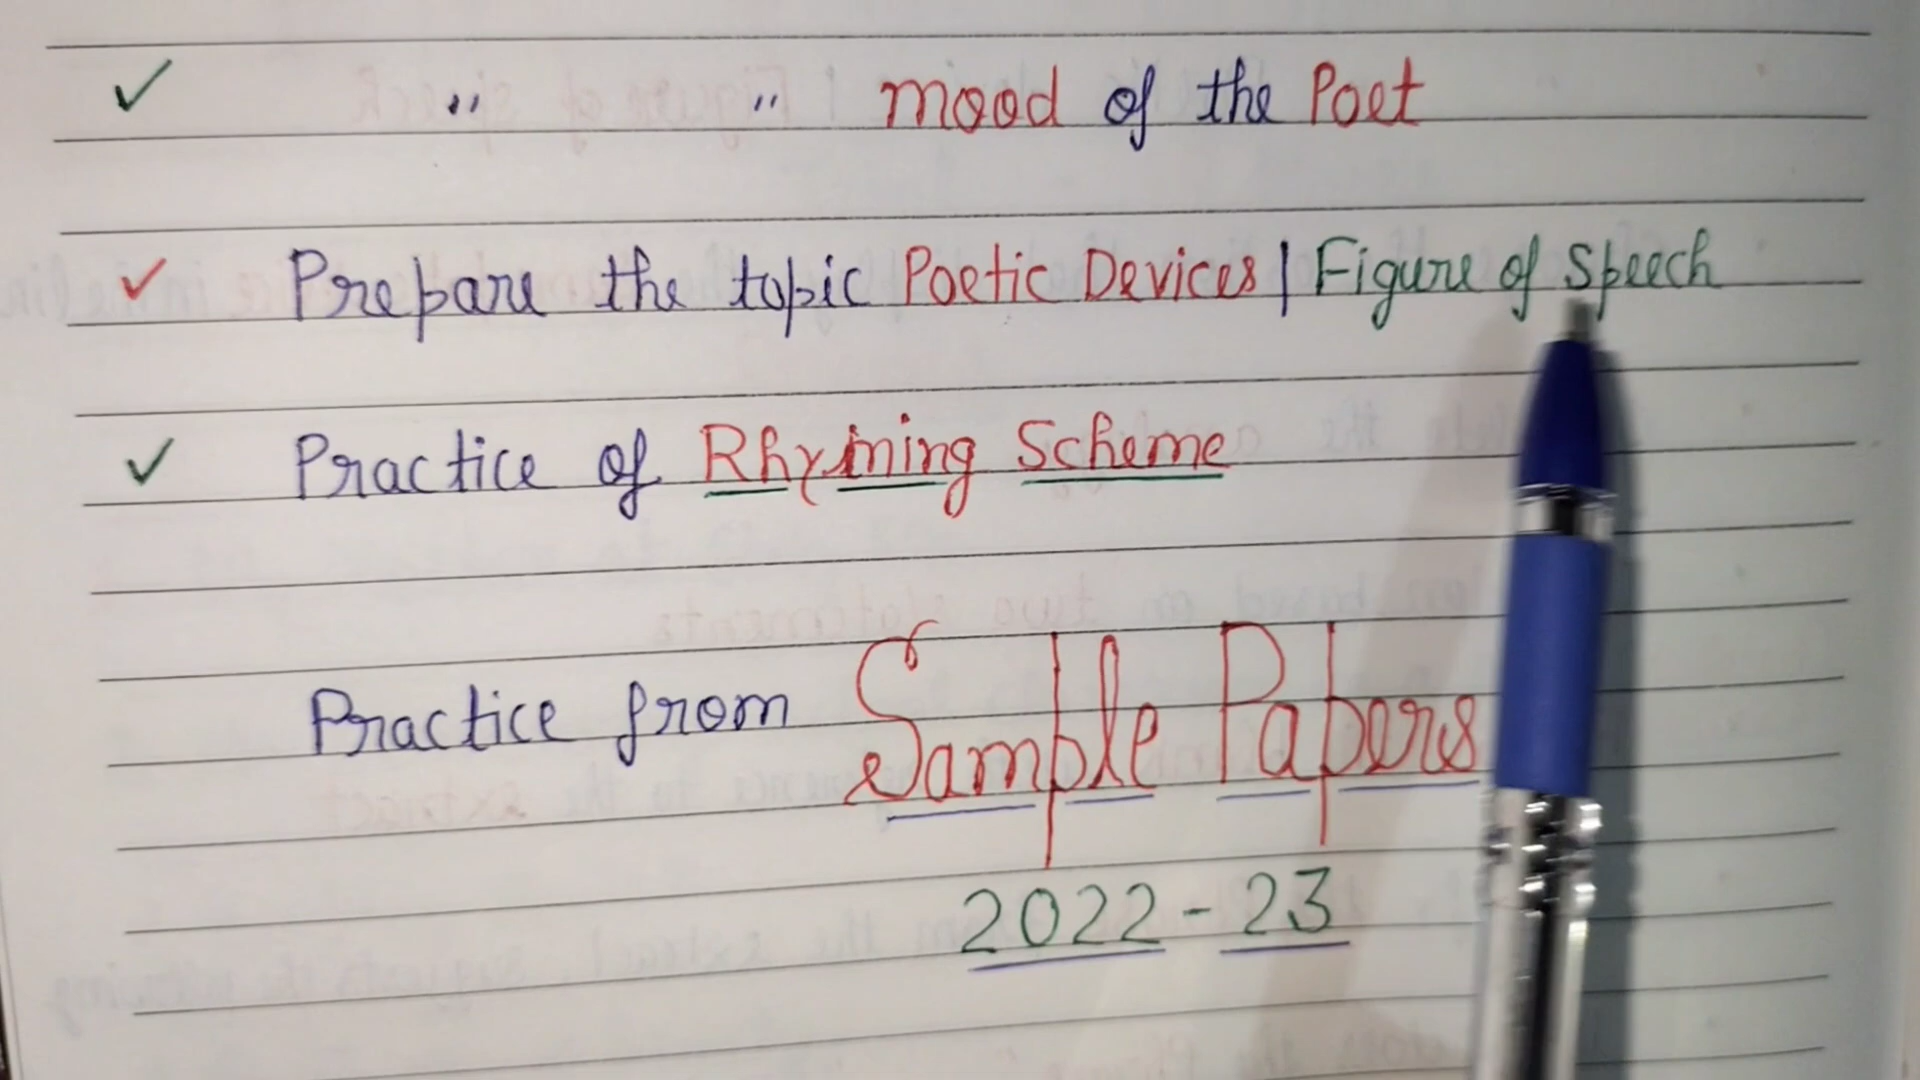 ✓ " " mood of the Poet
✓ Prepare the topic Poetic Devices | Figure of Speech
✓ Practice of Rhyming Scheme
Practice from Sample Papers
2022-23